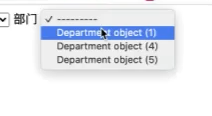 部门 ✓ ---------
Department object (1)
Department object (4)
Department object (5)